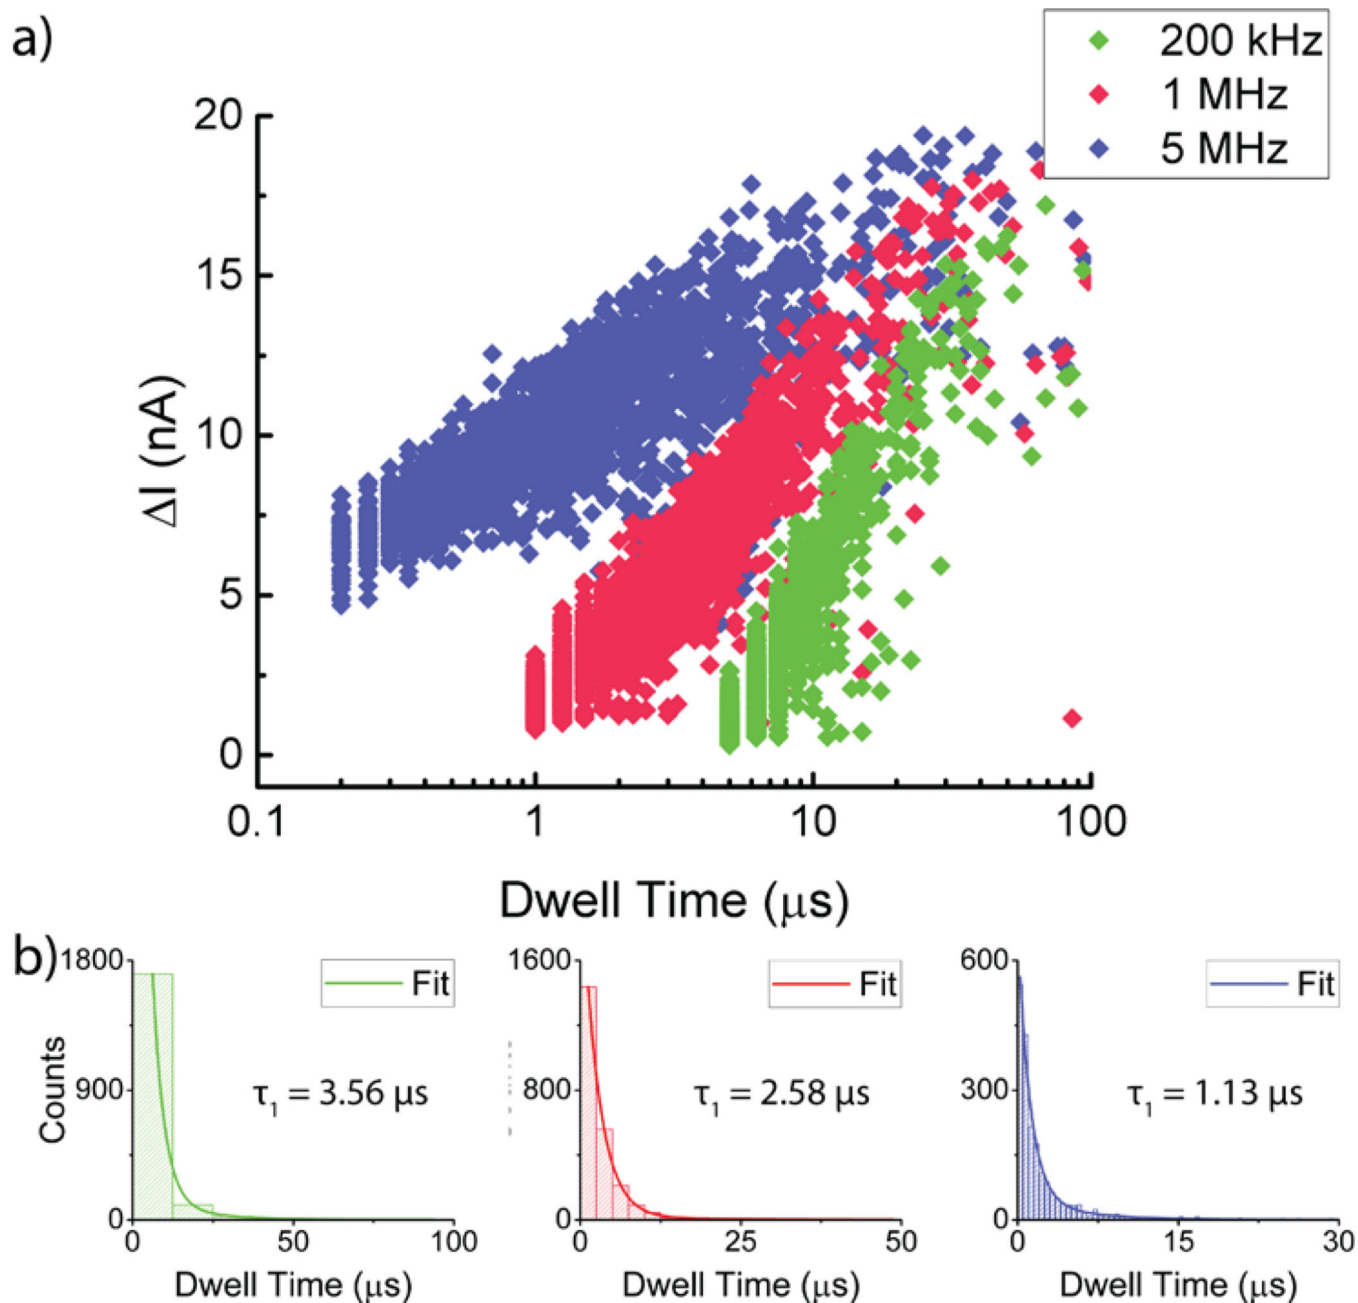 a)
200 kHz
1 MHz
5 MHz
20
15
10
5
0
ΔI (nA)
0.1 1 10 100
Dwell Time (μs)
b)
1800
900
0
Counts
Fit
τ1 = 3.56 μs
0 50 100
Dwell Time (μs)
1600
800
0
Fit
τ1 = 2.58 μs
0 25 50
Dwell Time (μs)
600
300
0
Fit
τ1 = 1.13 μs
0 15 30
Dwell Time (μs)